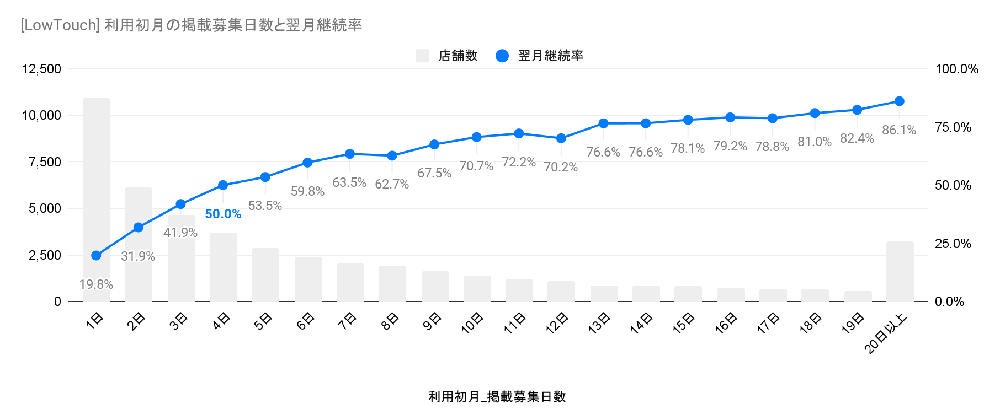 [LowTouch] 利用初月の掲載募集日数と翌月継続率
店舗数 翌月継続率
12,500
10,000
7,500
5,000
2,500
0
100.0%
75.0%
50.0%
25.0%
0.0%
19.8%
31.9%
41.9%
50.0%
53.5%
59.8%
63.5%
62.7%
67.5%
70.7%
72.2%
70.2%
76.6%
76.6%
78.1%
79.2%
78.8%
81.0%
82.4%
86.1%
1日
2日
3日
4日
5日
6日
7日
8日
9日
10日
11日
12日
13日
14日
15日
16日
17日
18日
19日
20日以上
利用初月_掲載募集日数